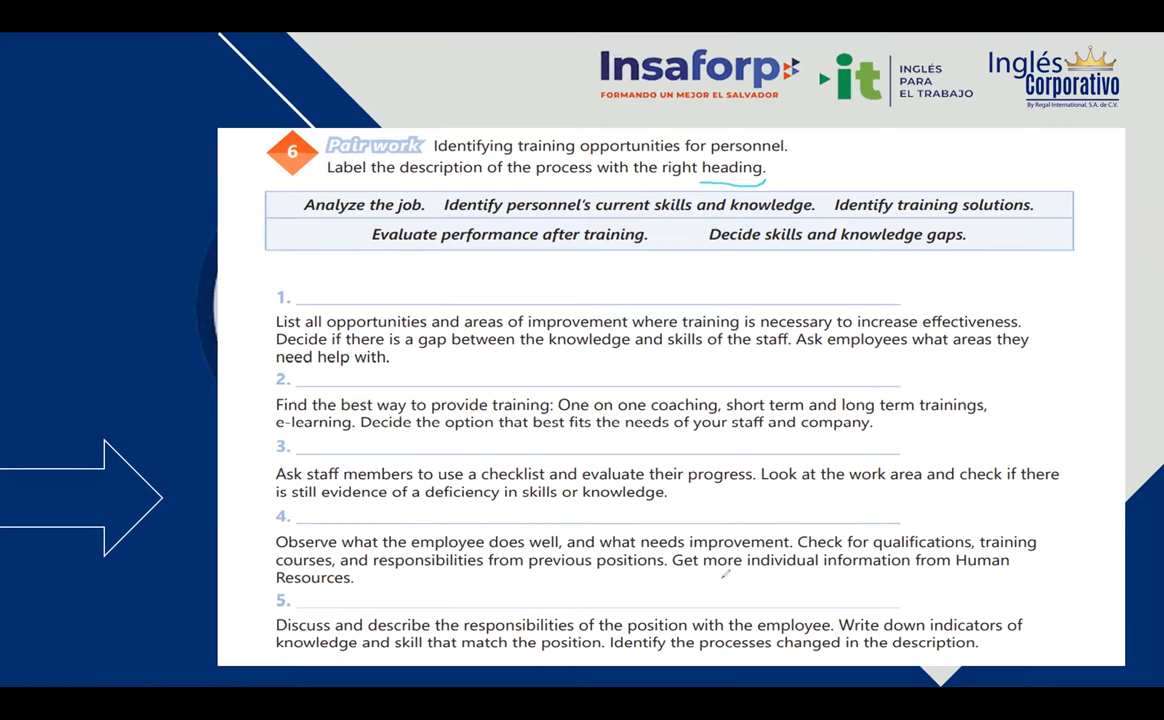 Insaforp
FORMANDO UN MEJOR EL SALVADOR
it
INGLÉS
PARA
EL TRABAJO
Inglés
Corporativo
By Regal International, S.A. de C.V.
6 Pair work Identifying training opportunities for personnel.
Label the description of the process with the right heading.
Analyze the job. Identify personnel's current skills and knowledge. Identify training solutions.
Evaluate performance after training. Decide skills and knowledge gaps.
1.
List all opportunities and areas of improvement where training is necessary to increase effectiveness.
Decide if there is a gap between the knowledge and skills of the staff. Ask employees what areas they
need help with.
2.
Find the best way to provide training: One on one coaching, short term and long term trainings,
e-learning. Decide the option that best fits the needs of your staff and company.
3.
Ask staff members to use a checklist and evaluate their progress. Look at the work area and check if there
is still evidence of a deficiency in skills or knowledge.
4.
Observe what the employee does well, and what needs improvement. Check for qualifications, training
courses, and responsibilities from previous positions. Get more individual information from Human
Resources.
5.
Discuss and describe the responsibilities of the position with the employee. Write down indicators of
knowledge and skill that match the position. Identify the processes changed in the description.